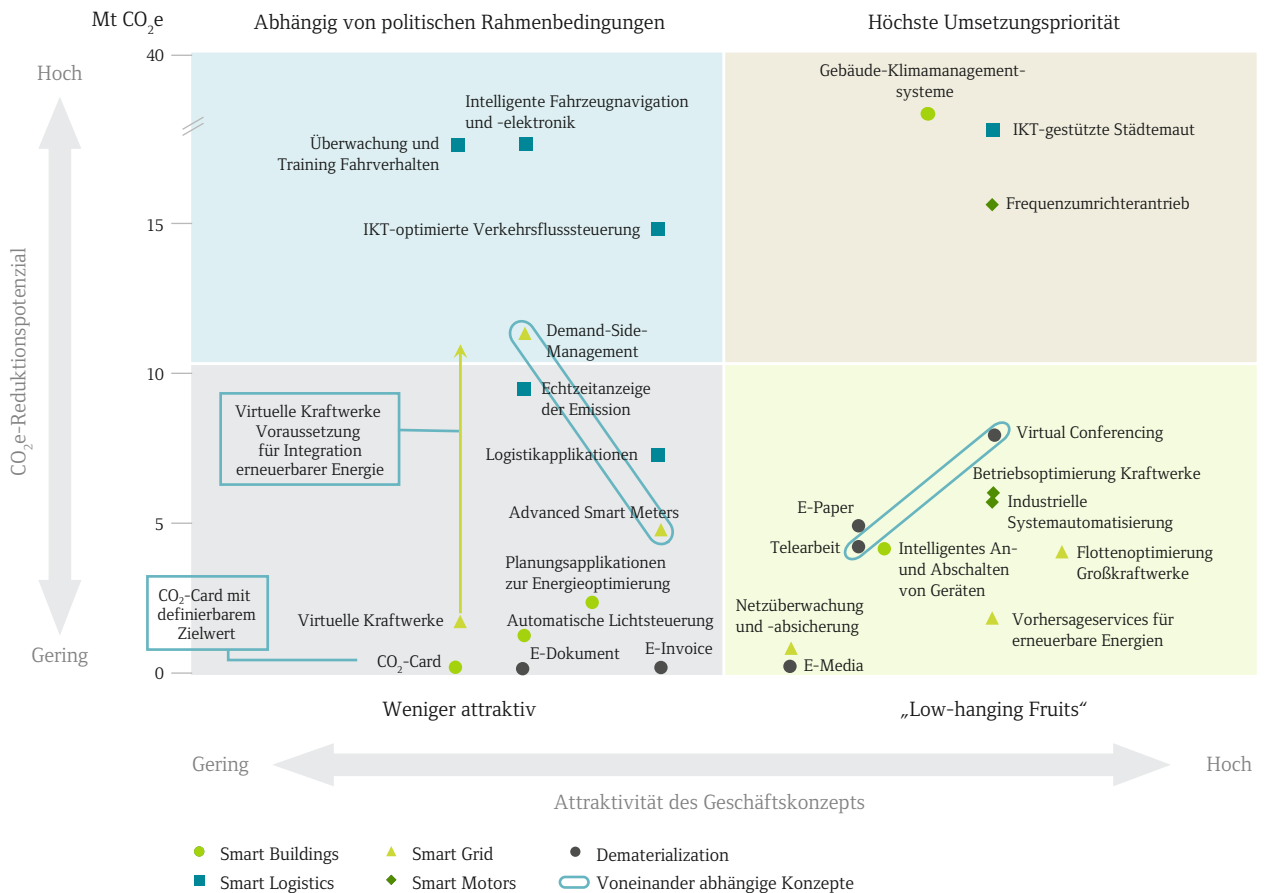 Mt CO₂e
Abhängig von politischen Rahmenbedingungen
Höchste Umsetzungspriorität
40
15
10
5
0
Hoch
CO₂e-Reduktionspotenzial
Gering
Intelligente Fahrzeugnavigation
und -elektronik
Überwachung und
Training Fahrverhalten
IKT-optimierte Verkehrsflusssteuerung
Demand-Side-
Management
Gebäude-Klimamanagement-
systeme
IKT-gestützte Städtemaut
Frequenzumrichterantrieb
Echtzeitanzeige
der Emission
Virtuelle Kraftwerke
Voraussetzung
für Integration
erneuerbarer Energie
Logistikapplikationen
Advanced Smart Meters
Planungsapplikationen
zur Energieoptimierung
CO₂-Card mit
definierbarem
Zielwert
Virtuelle Kraftwerke
Automatische Lichtsteuerung
CO₂-Card
E-Dokument
E-Invoice
Virtual Conferencing
Betriebsoptimierung Kraftwerke
Industrielle
Systemautomatisierung
E-Paper
Telearbeit
Intelligentes An-
und Abschalten
von Geräten
Flottenoptimierung
Großkraftwerke
Netzüberwachung
und -absicherung
Vorhersageservices für
erneuerbare Energien
E-Media
Weniger attraktiv
„Low-hanging Fruits“
Gering
Hoch
Attraktivität des Geschäftskonzepts
Smart Buildings
Smart Grid
Dematerialization
Smart Logistics
Smart Motors
Voneinander abhängige Konzepte